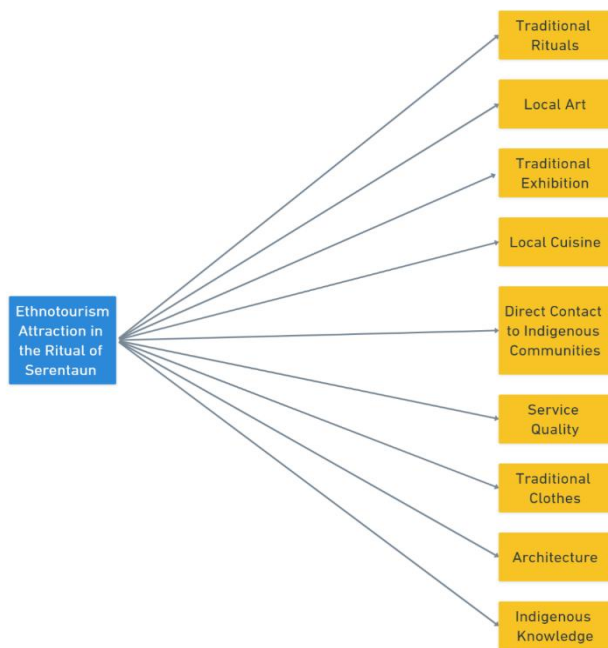 Traditional
Rituals
Local Art
Traditional
Exhibition
Local Cuisine
Ethnotourism
Attraction in
the Ritual of
Serentaun
Direct Contact
to Indigenous
Communities
Service
Quality
Traditional
Clothes
Architecture
Indigenous
Knowledge